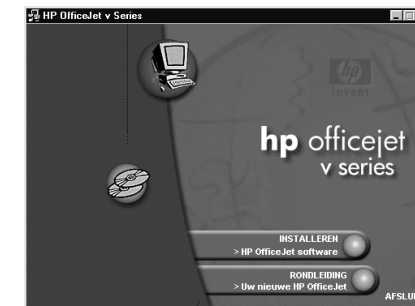 HP OfficeJet v Series
hp
invent
hp officejet
v series
INSTALLEREN
> HP OfficeJet software
RONDLEIDING
> Uw nieuwe HP OfficeJet
AFSLUI